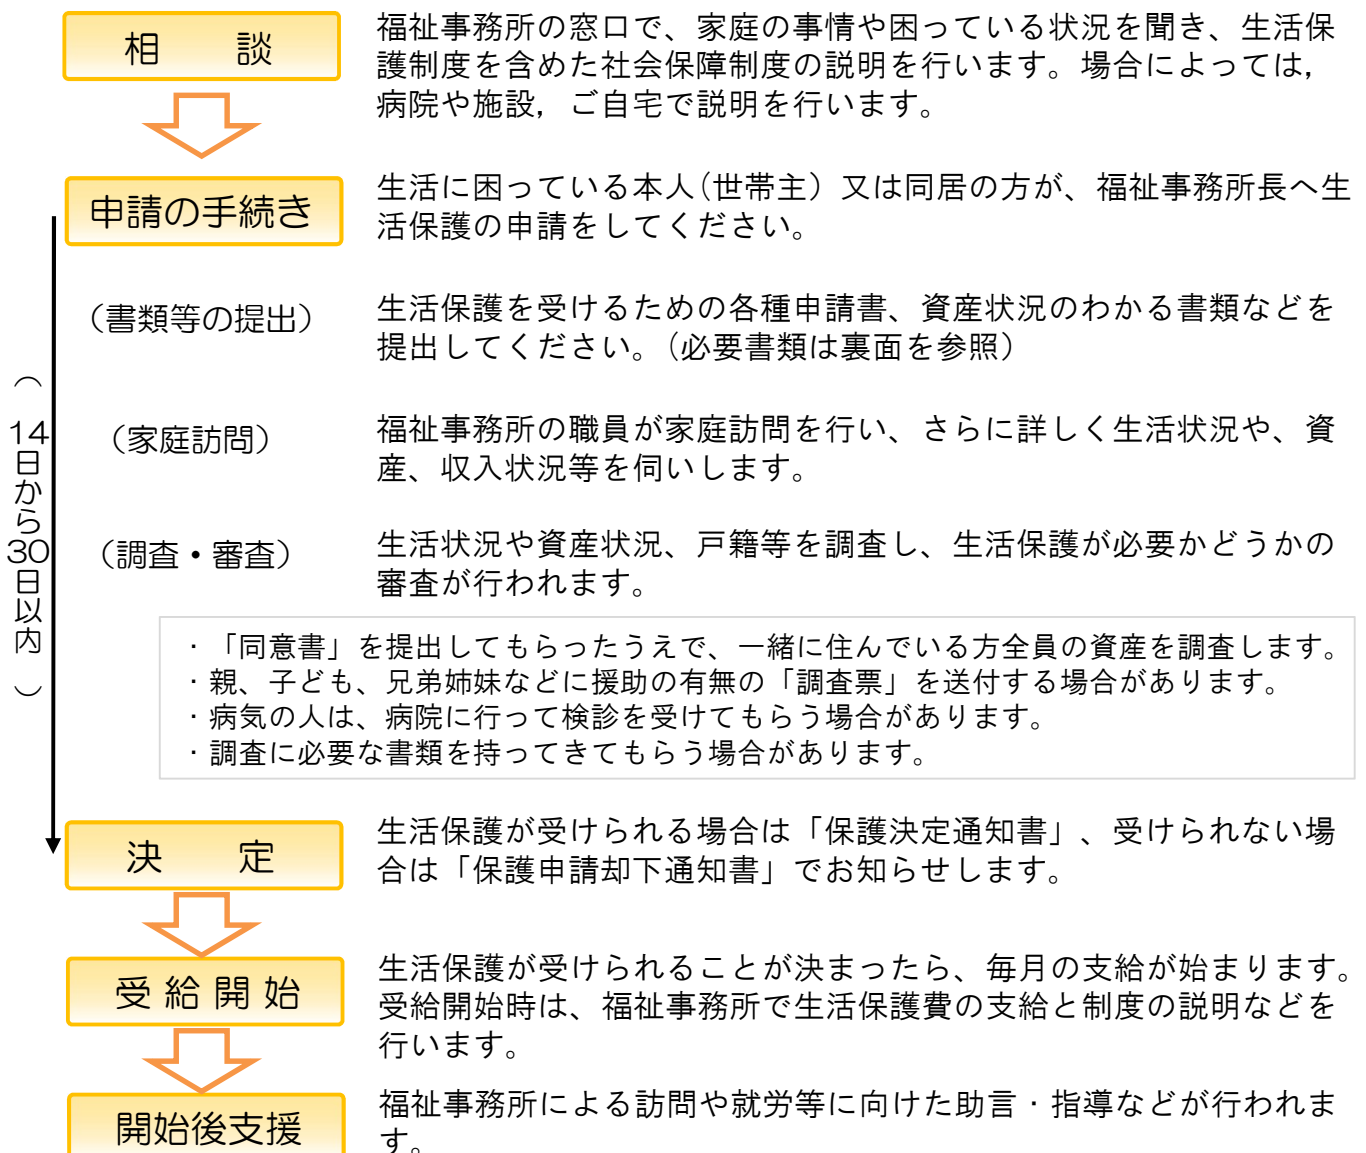 相　　談
福祉事務所の窓口で、家庭の事情や困っている状況を聞き、生活保
護制度を含めた社会保障制度の説明を行います。場合によっては，
病院や施設，ご自宅で説明を行います。
申請の手続き
生活に困っている本人（世帯主）又は同居の方が、福祉事務所長へ生
活保護の申請をしてください。
（書類等の提出）
生活保護を受けるための各種申請書、資産状況のわかる書類などを
提出してください。（必要書類は裏面を参照）
（14日から30日以内）
（家庭訪問）
福祉事務所の職員が家庭訪問を行い、さらに詳しく生活状況や、資
産、収入状況等を伺いします。
（調査・審査）
生活状況や資産状況、戸籍等を調査し、生活保護が必要かどうかの
審査が行われます。
・「同意書」を提出してもらったうえで、一緒に住んでいる方全員の資産を調査します。
・親、子ども、兄弟姉妹などに援助の有無の「調査票」を送付する場合があります。
・病気の人は、病院に行って検診を受けてもらう場合があります。
・調査に必要な書類を持ってきてもらう場合があります。
決　　定
生活保護が受けられる場合は「保護決定通知書」、受けられない場
合は「保護申請却下通知書」でお知らせします。
受給開始
生活保護が受けられることが決まったら、毎月の支給が始まります。
受給開始時は、福祉事務所で生活保護費の支給と制度の説明などを
行います。
開始後支援
福祉事務所による訪問や就労等に向けた助言・指導などが行われま
す。